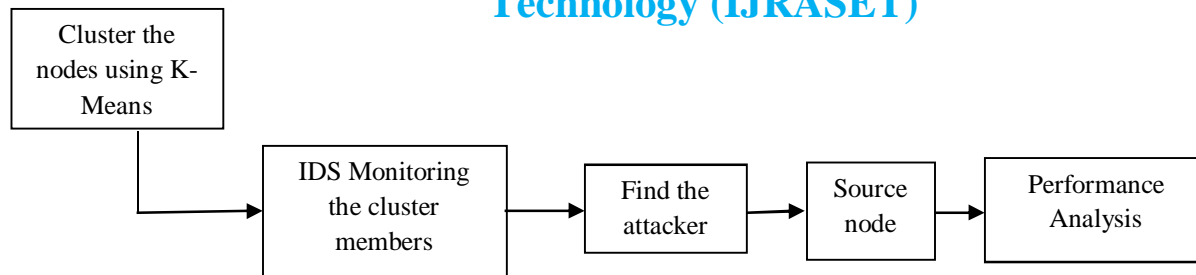 Technology (IJRASET)
Cluster the
nodes using K-
Means
IDS Monitoring
the cluster
members
Find the
attacker
Source
node
Performance
Analysis